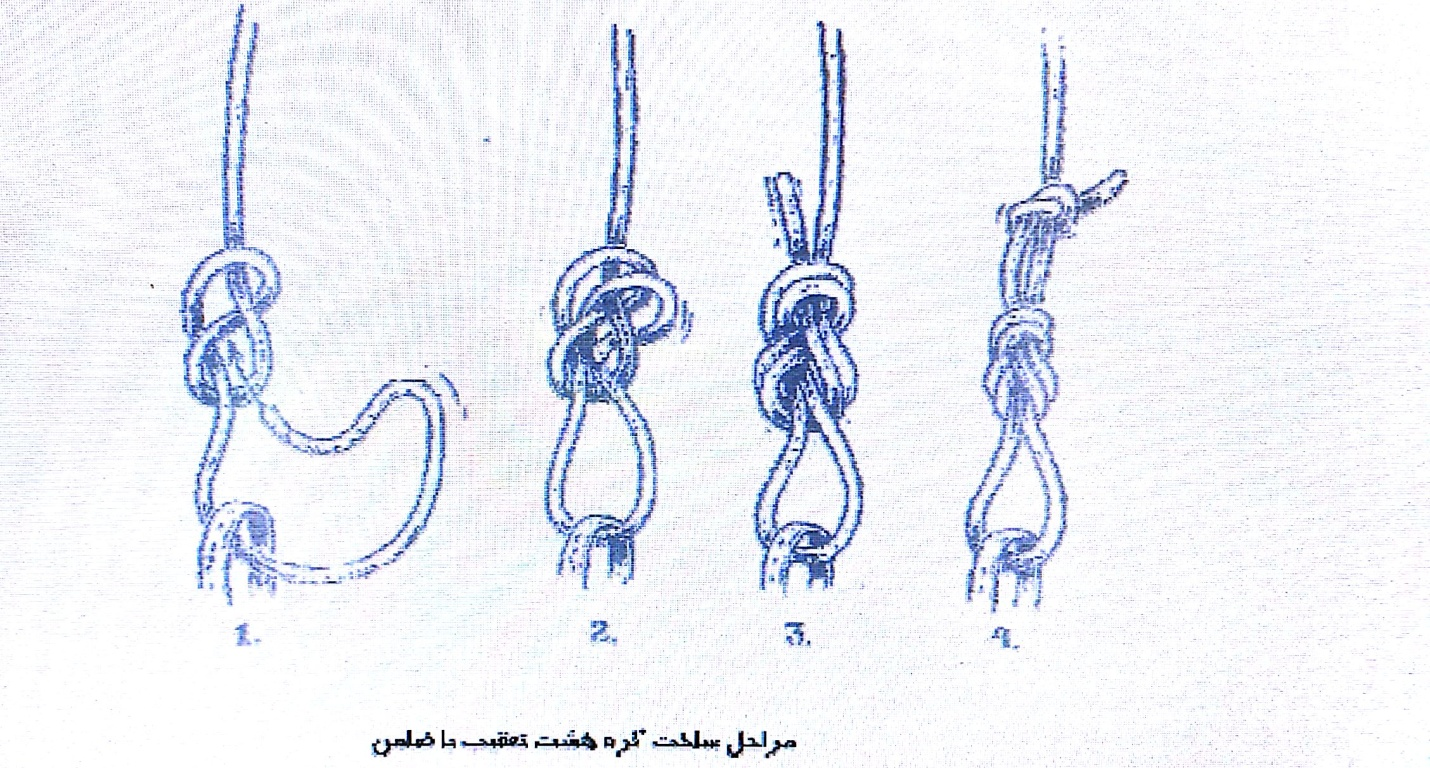 1.
2.
3.
4.
مراحل ساخت گره هشت تعقیب با ضامن